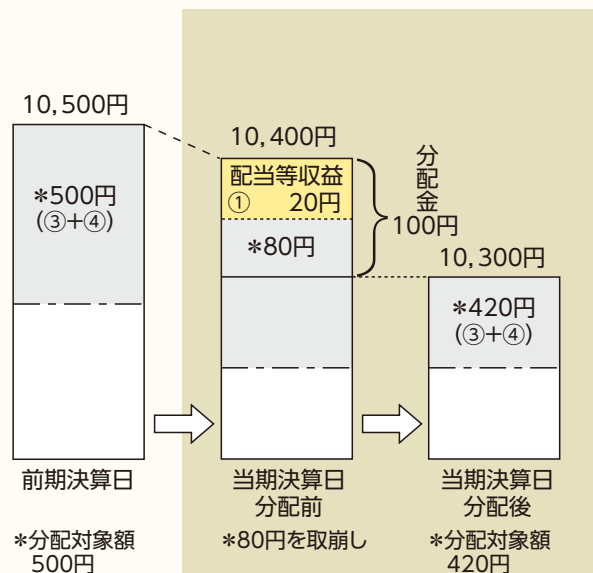 10,500円
*500円
(③+④)
前期決算日
*分配対象額
500円
10,400円
配当等収益
① 20円
*80円
分配金
100円
当期決算日
分配前
*80円を取崩し
10,300円
*420円
(③+④)
当期決算日
分配後
*分配対象額
420円